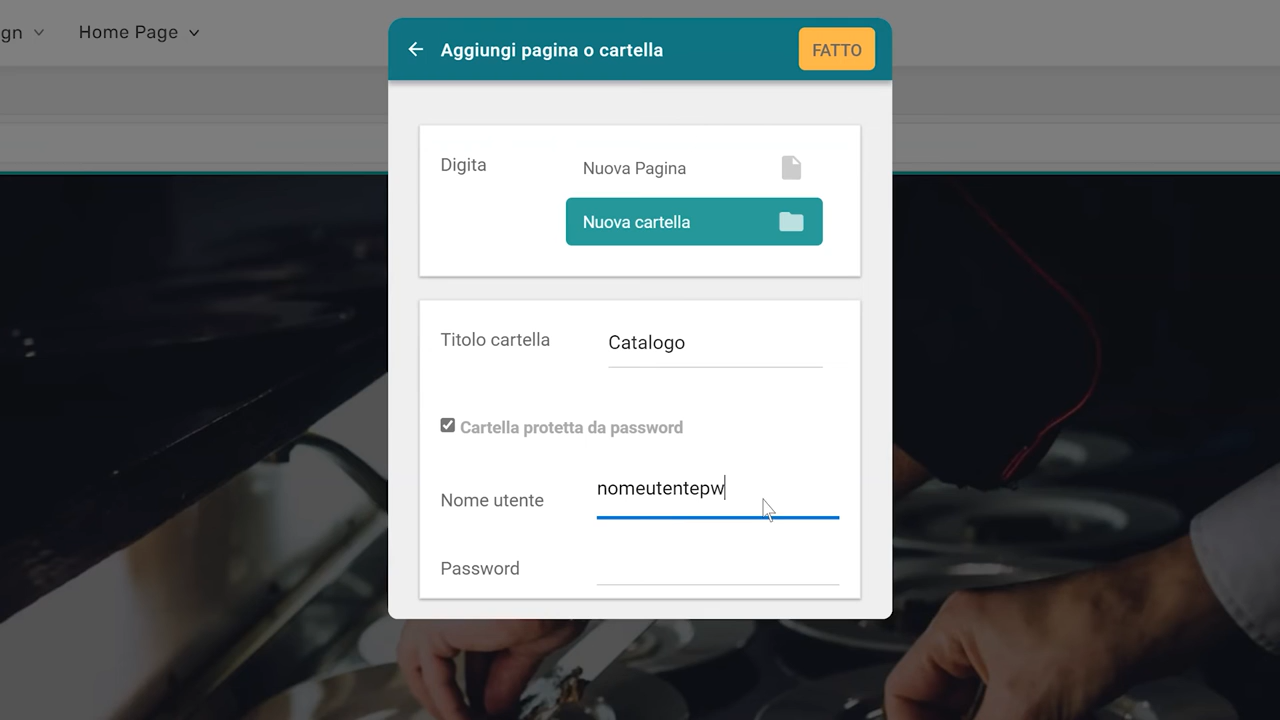 gn
Home Page
Aggiungi pagina o cartella
FATTO
Digita
Nuova Pagina
Nuova cartella
Titolo cartella
Catalogo
Cartella protetta da password
Nome utente
nomeutentepw
Password